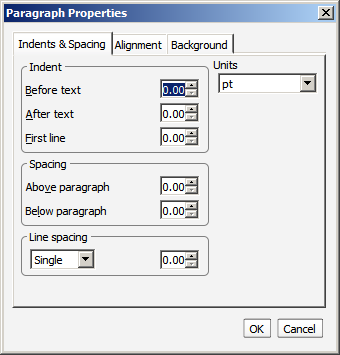 Paragraph Properties
Indents & Spacing Alignment Background
Indent
Before text 0.00
After text 0.00
First line 0.00
Units
pt
Spacing
Above paragraph 0.00
Below paragraph 0.00
Line spacing
Single 0.00
OK Cancel